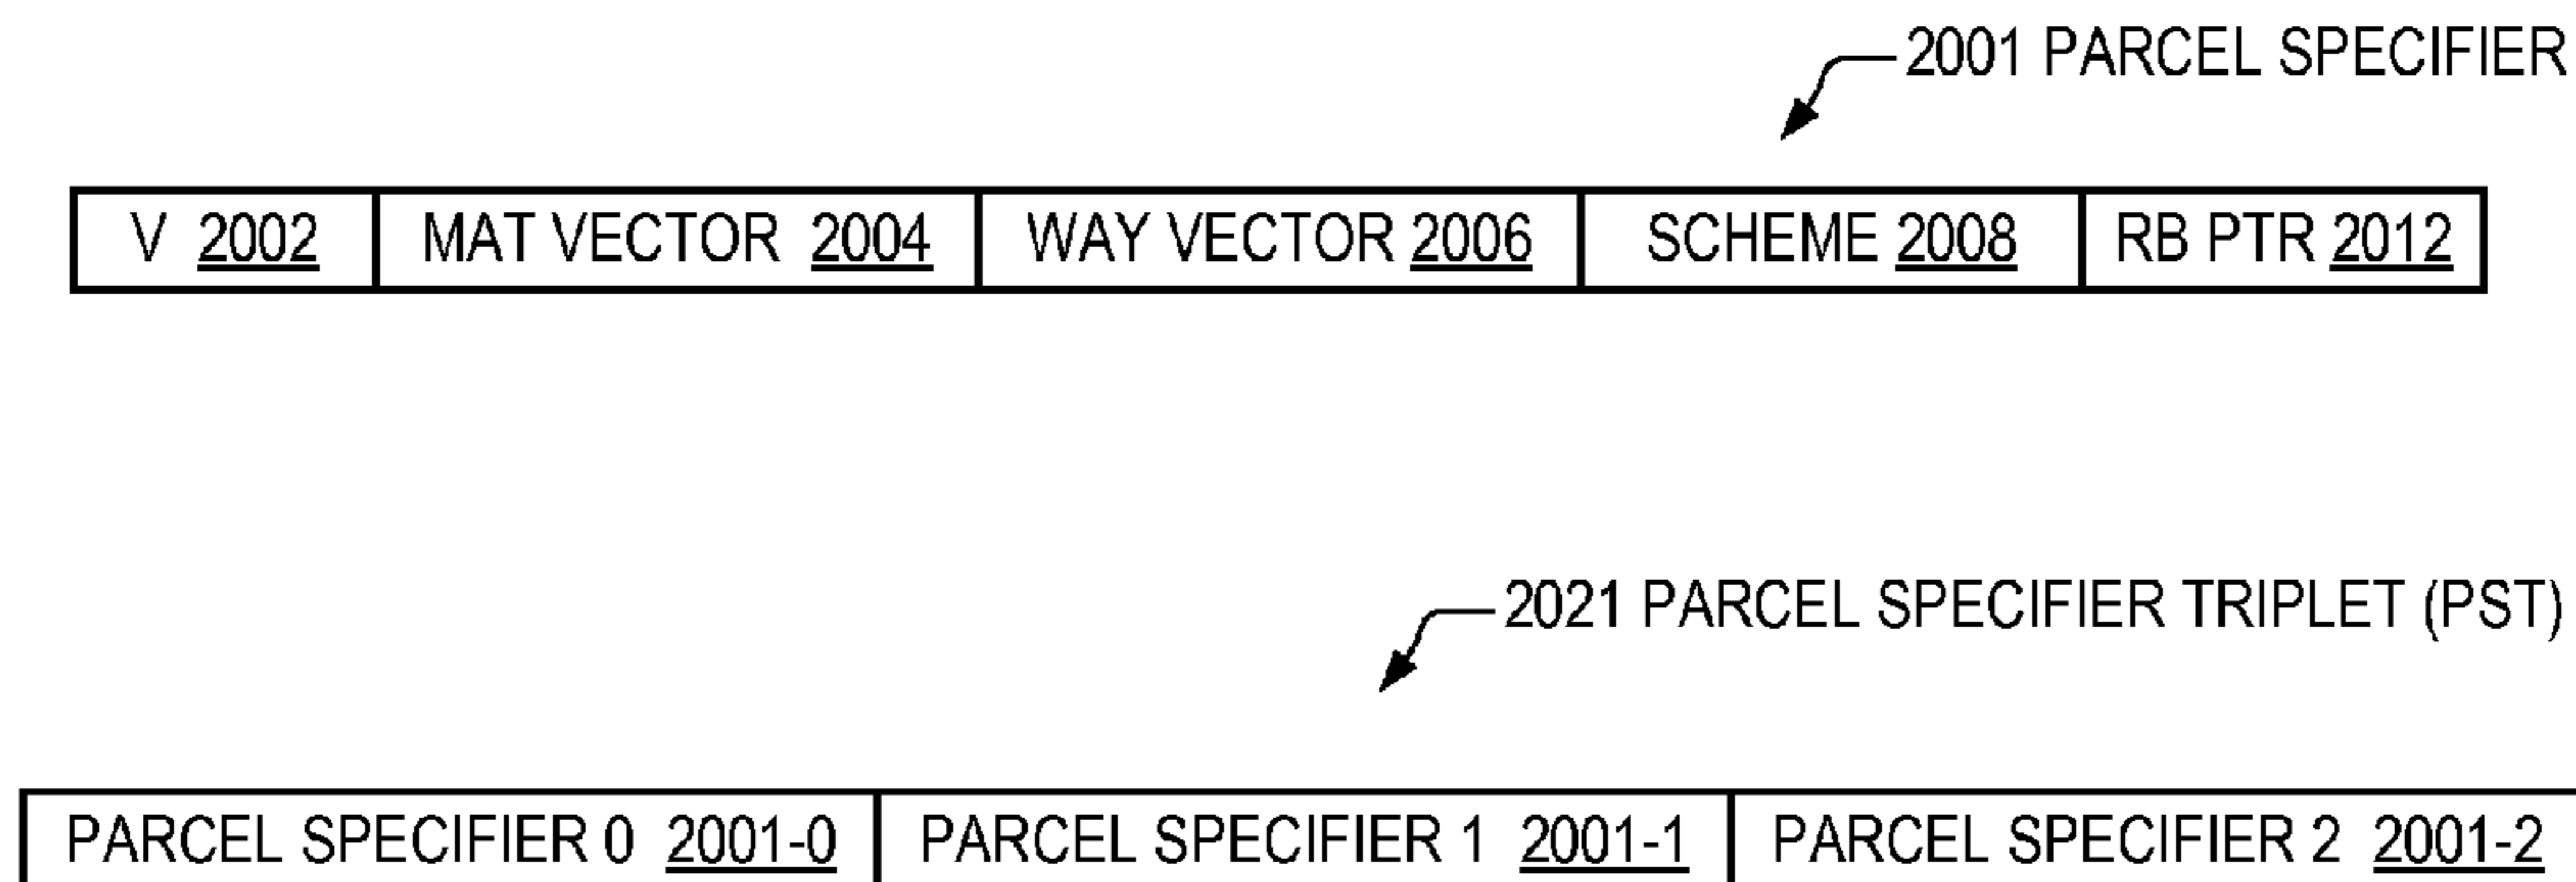 2001 PARCEL SPECIFIER
V 2002 MAT VECTOR 2004 WAY VECTOR 2006 SCHEME 2008 RB PTR 2012
2021 PARCEL SPECIFIER TRIPLET (PST)
PARCEL SPECIFIER 0 2001-0 PARCEL SPECIFIER 1 2001-1 PARCEL SPECIFIER 2 2001-2